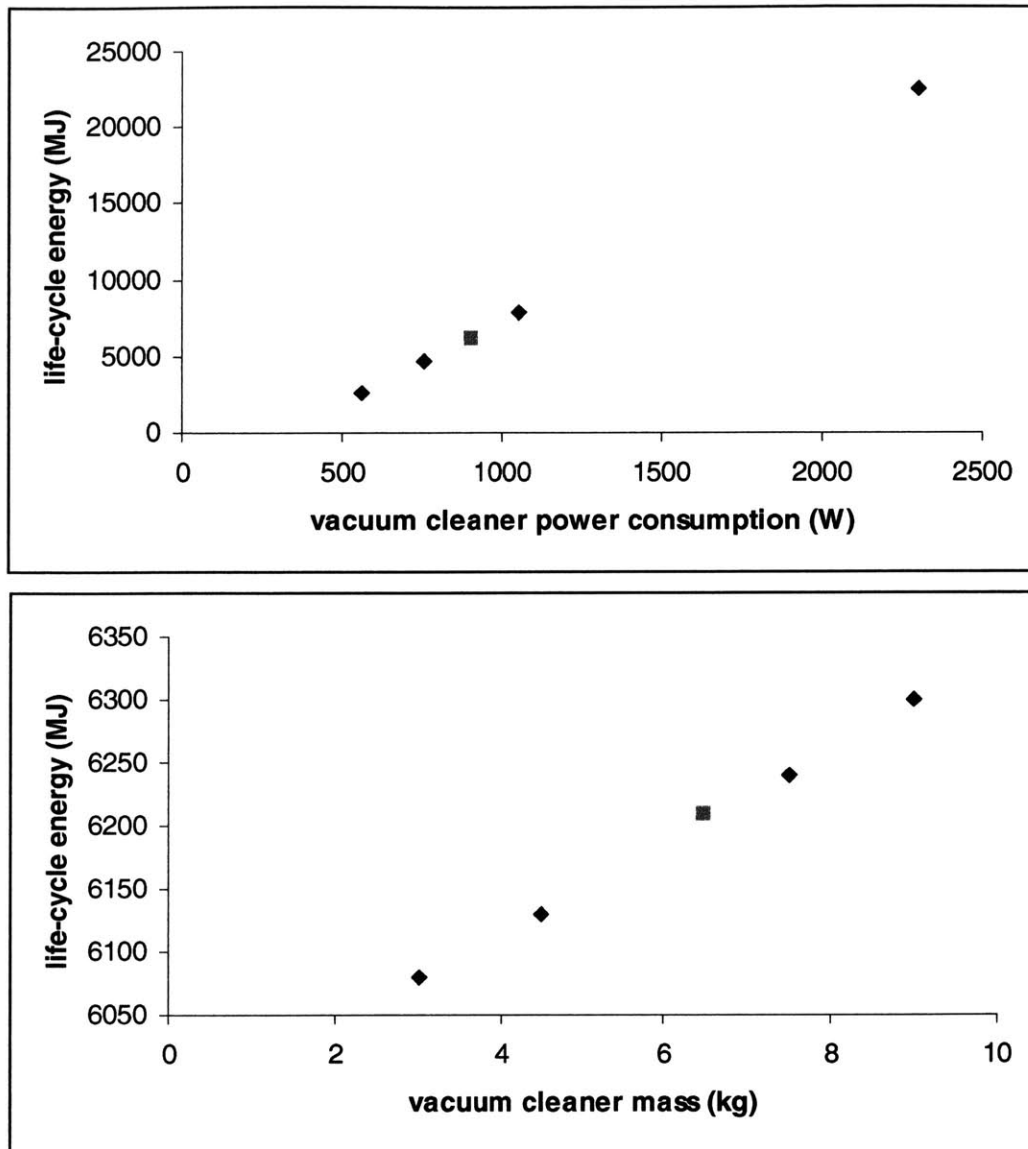 25000
20000
15000
10000
5000
0
life-cycle energy (MJ)
0 500 1000 1500 2000 2500
vacuum cleaner power consumption (W)
6350
6300
6250
6200
6150
6100
6050
life-cycle energy (MJ)
0 2 4 6 8 10
vacuum cleaner mass (kg)